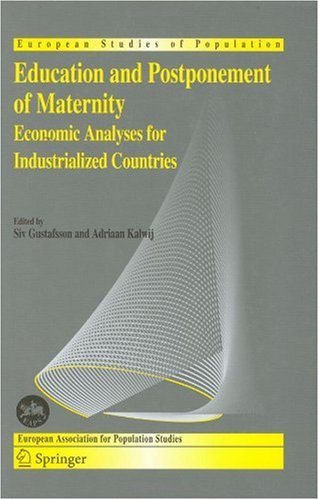 European Studies of Population
Education and Postponement
of Maternity
Economic Analyses for
Industrialized Countries
Edited by
Siv Gustafsson and Adriaan Kalwij
EAPS
European Association for Population Studies
Springer